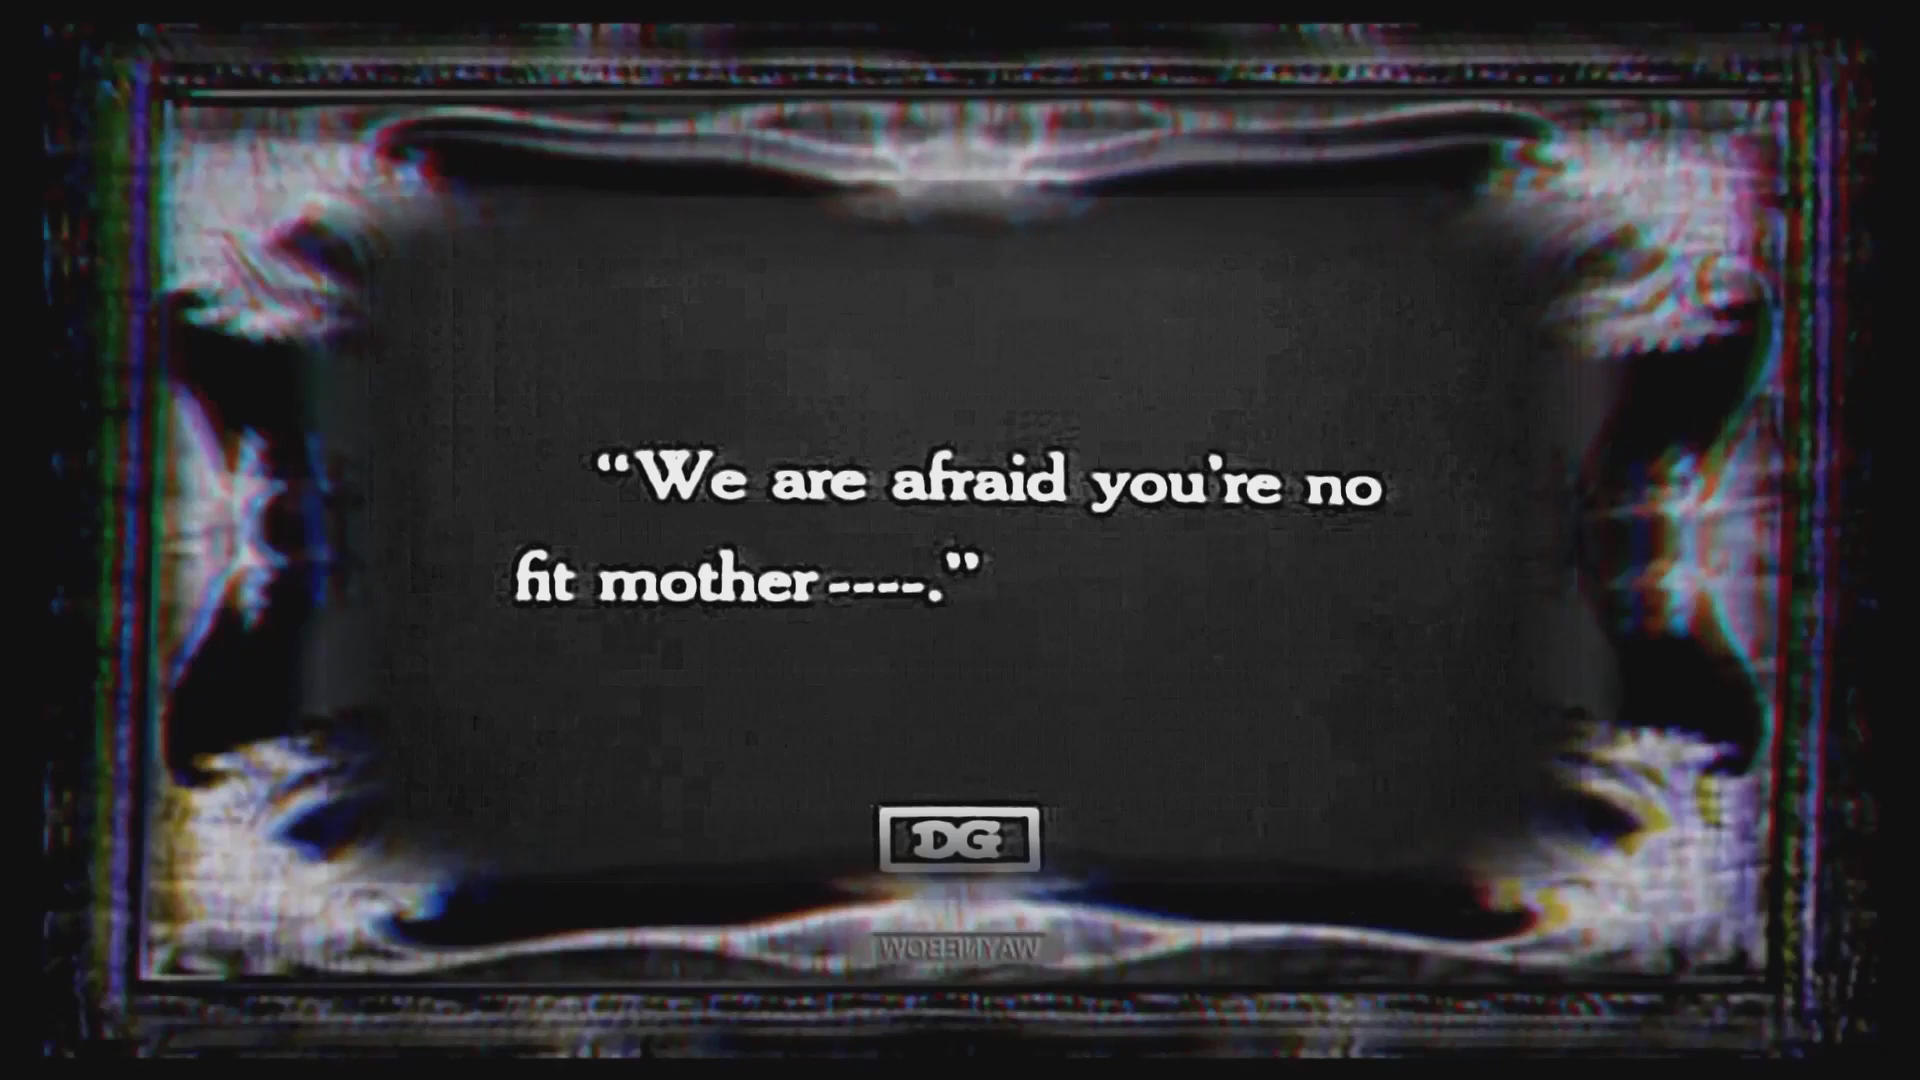 “We are afraid you're no
fit mother----.”
DG